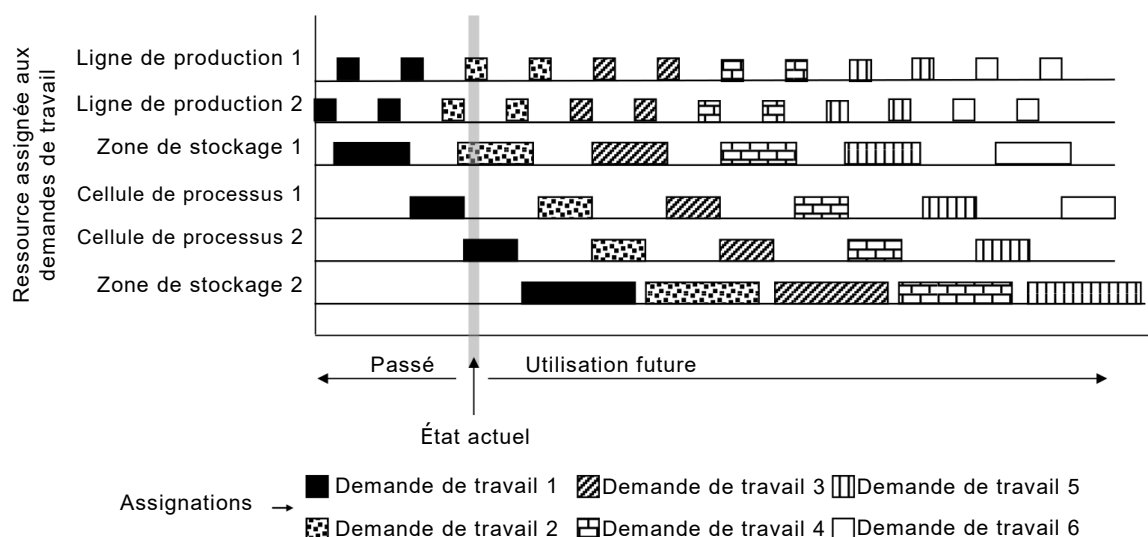 Ressource assignée aux
demandes de travail
Ligne de production 1
Ligne de production 2
Zone de stockage 1
Cellule de processus 1
Cellule de processus 2
Zone de stockage 2
Passé
Utilisation future
État actuel
Assignations
Demande de travail 1
Demande de travail 3
Demande de travail 5
Demande de travail 2
Demande de travail 4
Demande de travail 6